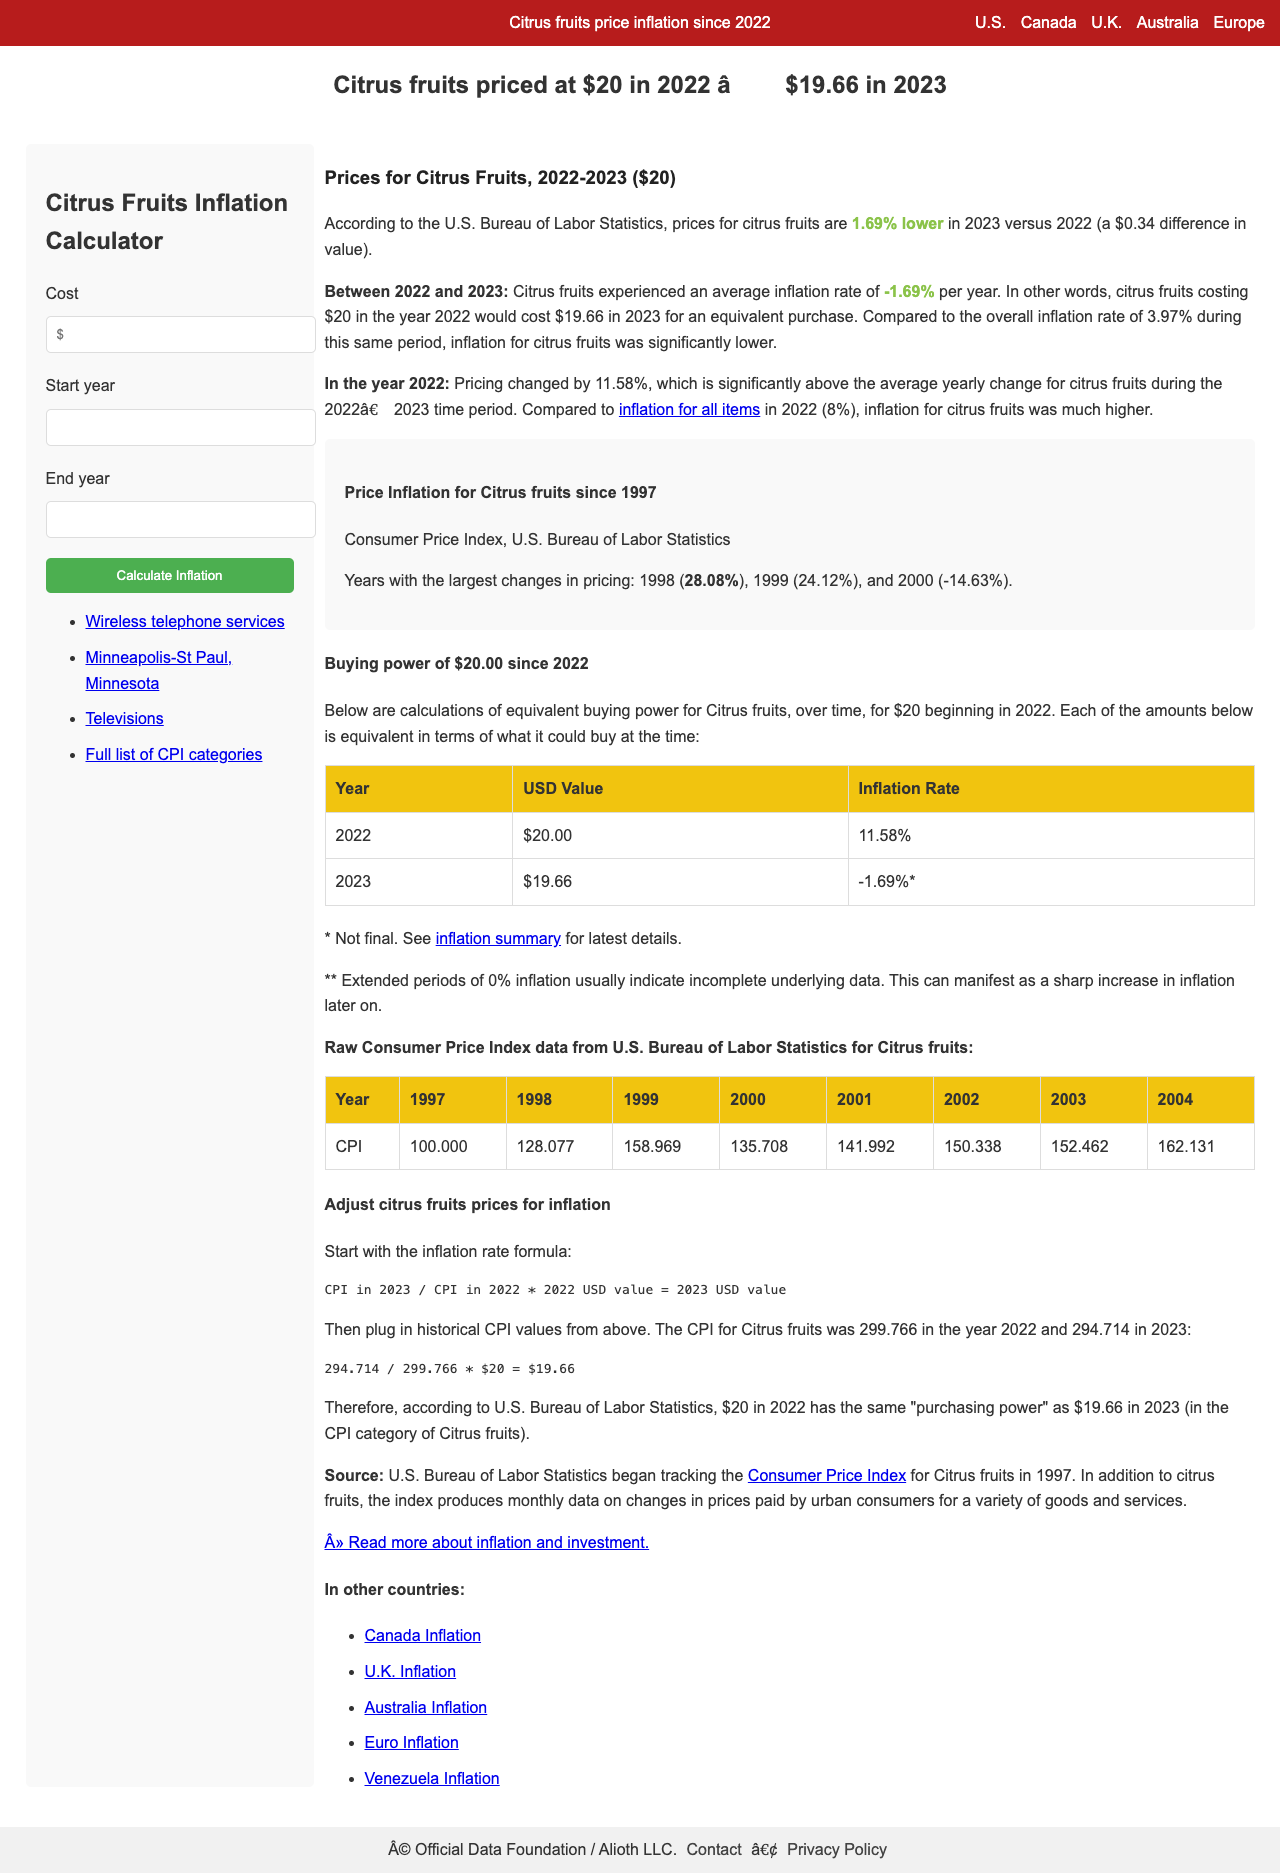 Citrus fruits price inflation since 2022
U.S. Canada U.K. Australia Europe
Citrus fruits priced at $20 in 2022 â $19.66 in 2023
Citrus Fruits Inflation
Calculator
Cost
$
Start year
End year
Calculate Inflation
• Wireless telephone services
• Minneapolis-St Paul,
Minnesota
• Televisions
• Full list of CPI categories
Prices for Citrus Fruits, 2022-2023 ($20)
According to the U.S. Bureau of Labor Statistics, prices for citrus fruits are 1.69% lower in 2023 versus 2022 (a $0.34 difference in
value).
Between 2022 and 2023: Citrus fruits experienced an average inflation rate of -1.69% per year. In other words, citrus fruits costing
$20 in the year 2022 would cost $19.66 in 2023 for an equivalent purchase. Compared to the overall inflation rate of 3.97% during
this same period, inflation for citrus fruits was significantly lower.
In the year 2022: Pricing changed by 11.58%, which is significantly above the average yearly change for citrus fruits during the
2022â€ 2023 time period. Compared to inflation for all items in 2022 (8%), inflation for citrus fruits was much higher.
Price Inflation for Citrus fruits since 1997
Consumer Price Index, U.S. Bureau of Labor Statistics
Years with the largest changes in pricing: 1998 (28.08%), 1999 (24.12%), and 2000 (-14.63%).
Buying power of $20.00 since 2022
Below are calculations of equivalent buying power for Citrus fruits, over time, for $20 beginning in 2022. Each of the amounts below
is equivalent in terms of what it could buy at the time:
Year USD Value Inflation Rate
2022 $20.00 11.58%
2023 $19.66 -1.69%*
* Not final. See inflation summary for latest details.
** Extended periods of 0% inflation usually indicate incomplete underlying data. This can manifest as a sharp increase in inflation
later on.
Raw Consumer Price Index data from U.S. Bureau of Labor Statistics for Citrus fruits:
Year 1997 1998 1999 2000 2001 2002 2003 2004
CPI 100.000 128.077 158.969 135.708 141.992 150.338 152.462 162.131
Adjust citrus fruits prices for inflation
Start with the inflation rate formula:
CPI in 2023 / CPI in 2022 * 2022 USD value = 2023 USD value
Then plug in historical CPI values from above. The CPI for Citrus fruits was 299.766 in the year 2022 and 294.714 in 2023:
294.714 / 299.766 * $20 = $19.66
Therefore, according to U.S. Bureau of Labor Statistics, $20 in 2022 has the same "purchasing power" as $19.66 in 2023 (in the
CPI category of Citrus fruits).
Source: U.S. Bureau of Labor Statistics began tracking the Consumer Price Index for Citrus fruits in 1997. In addition to citrus
fruits, the index produces monthly data on changes in prices paid by urban consumers for a variety of goods and services.
Â» Read more about inflation and investment.
In other countries:
• Canada Inflation
• U.K. Inflation
• Australia Inflation
• Euro Inflation
• Venezuela Inflation
Â© Official Data Foundation / Alioth LLC. Contact â€¢ Privacy Policy